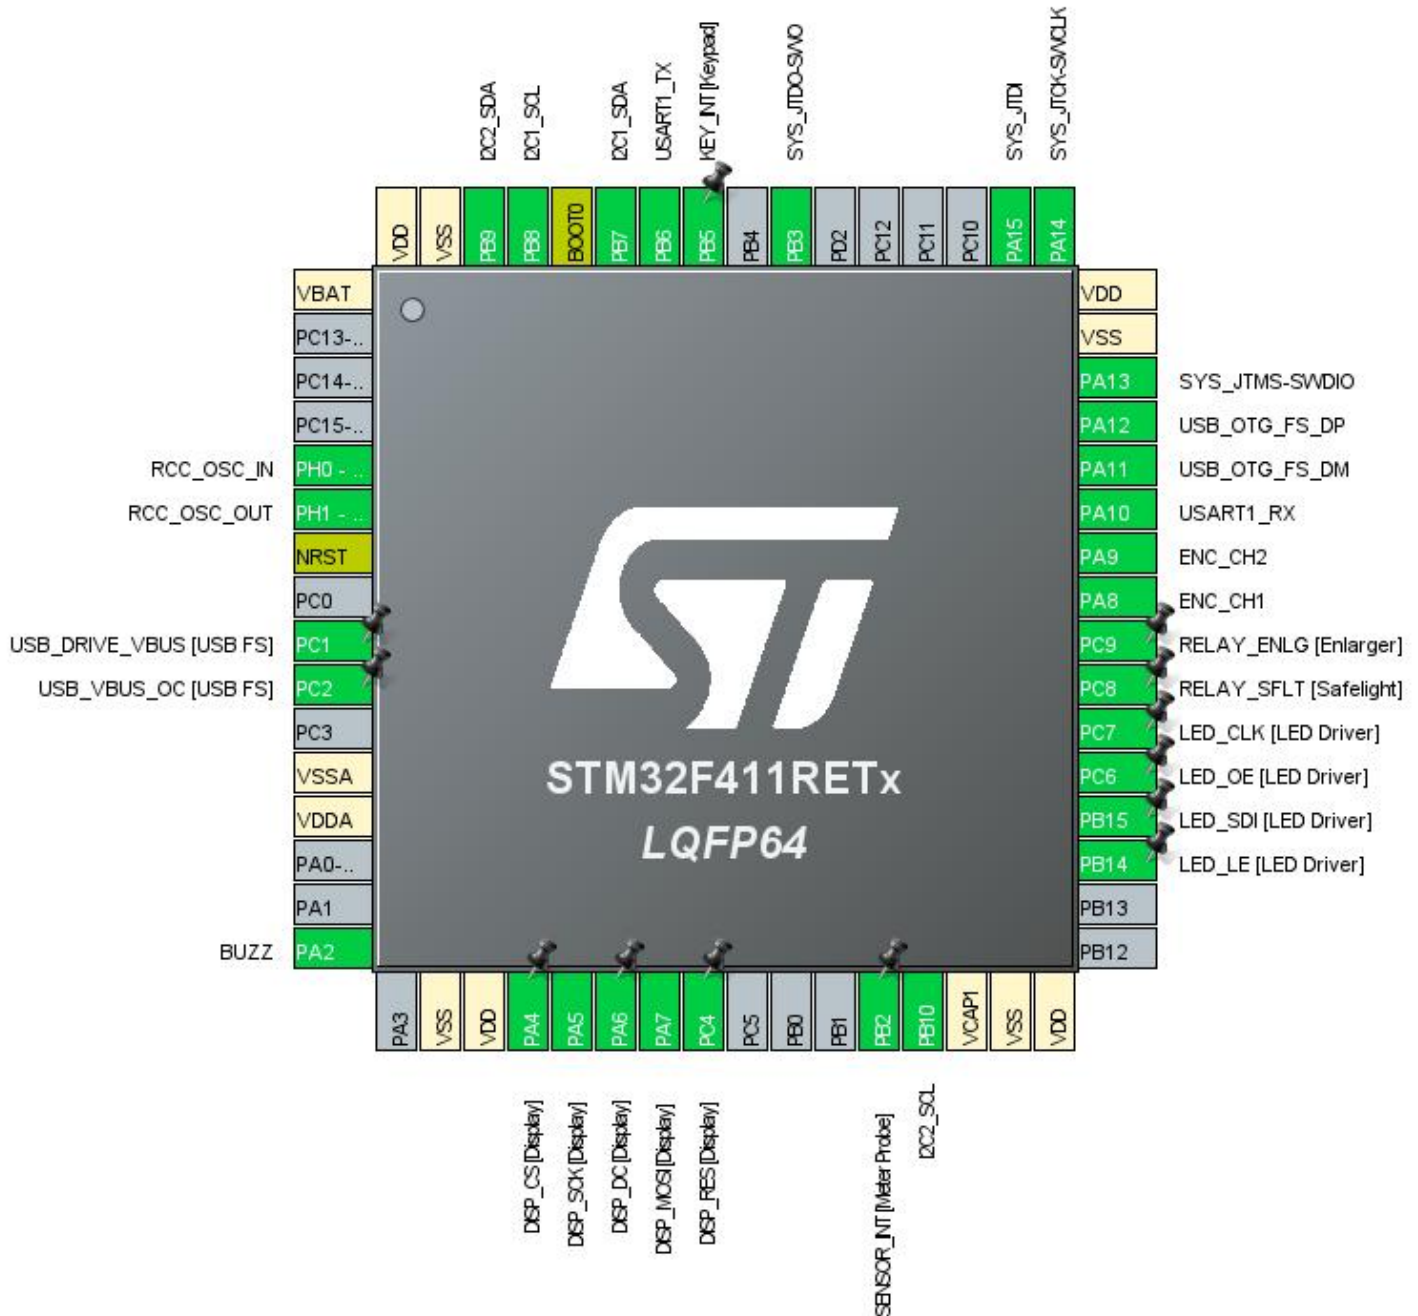 I2C2_SDA
I2C1_SCL
I2C1_SDA
USART1_TX
KEY_INT [Keypad]
SYS_JTDO-SWO
SYS_JTDI
SYS_JTCK-SWCLK
VDD
VSS
PB9
PB8
BOOT0
PB7
PB6
PB5
PB4
PB3
PD2
PC12
PC11
PC10
PA15
PA14
VBAT
PC13-..
PC14-..
PC15-..
RCC_OSC_IN PH0 - ..
RCC_OSC_OUT PH1 - ..
NRST
PC0
USB_DRIVE_VBUS [USB FS] PC1
USB_VBUS_OC [USB FS] PC2
PC3
VSSA
VDDA
PA0-..
PA1
BUZZ PA2
VDD
VSS
PA13 SYS_JTMS-SWDIO
PA12 USB_OTG_FS_DP
PA11 USB_OTG_FS_DM
PA10 USART1_RX
PA9 ENC_CH2
PA8 ENC_CH1
PC9 RELAY_ENLG [Enlarger]
PC8 RELAY_SFLT [Safelight]
PC7 LED_CLK [LED Driver]
PC6 LED_OE [LED Driver]
PB15 LED_SDI [LED Driver]
PB14 LED_LE [LED Driver]
PB13
PB12
ST
STM32F411RETx
LQFP64
PA3
VSS
VDD
PA4
PA5
PA6
PA7
PC4
PC5
PB0
PB1
PB2
PB10
VCAP1
VSS
VDD
DISP_CS [Display]
DISP_SCK [Display]
DISP_DC [Display]
DISP_MOSI [Display]
DISP_RES [Display]
SENSOR_INT [Meter Probe]
I2C2_SCL